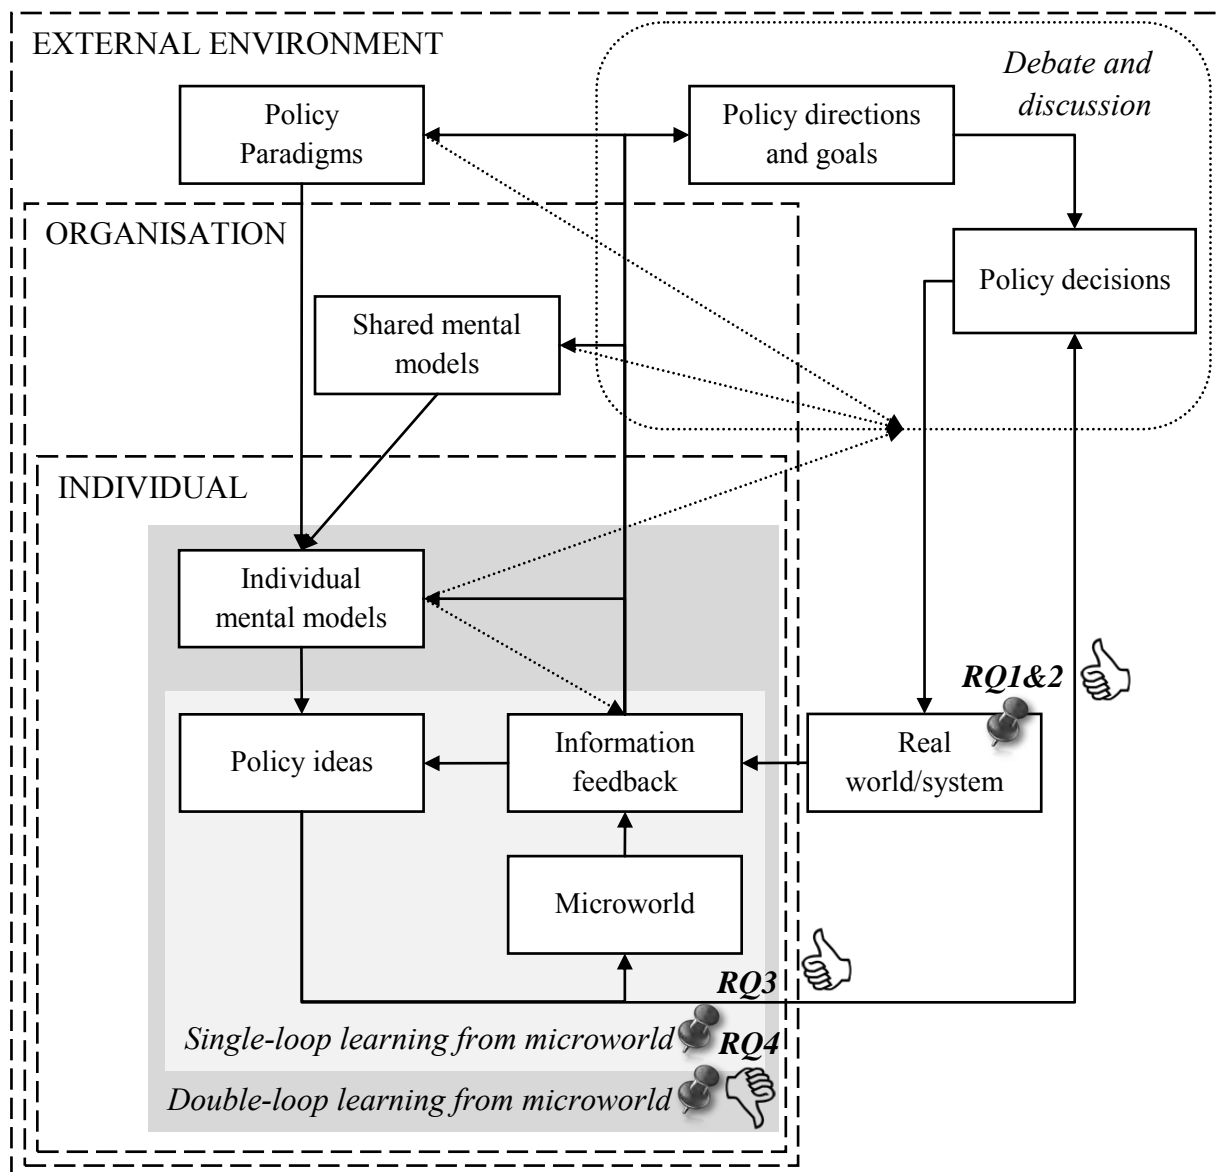 EXTERNAL ENVIRONMENT
Debate and
discussion
Policy
Paradigms
Policy directions
and goals
ORGANISATION
Policy decisions
Shared mental
models
INDIVIDUAL
Individual
mental models
RQ1&2
Policy ideas
Information
feedback
Real
world/system
Microworld
RQ3
Single-loop learning from microworld
RQ4
Double-loop learning from microworld